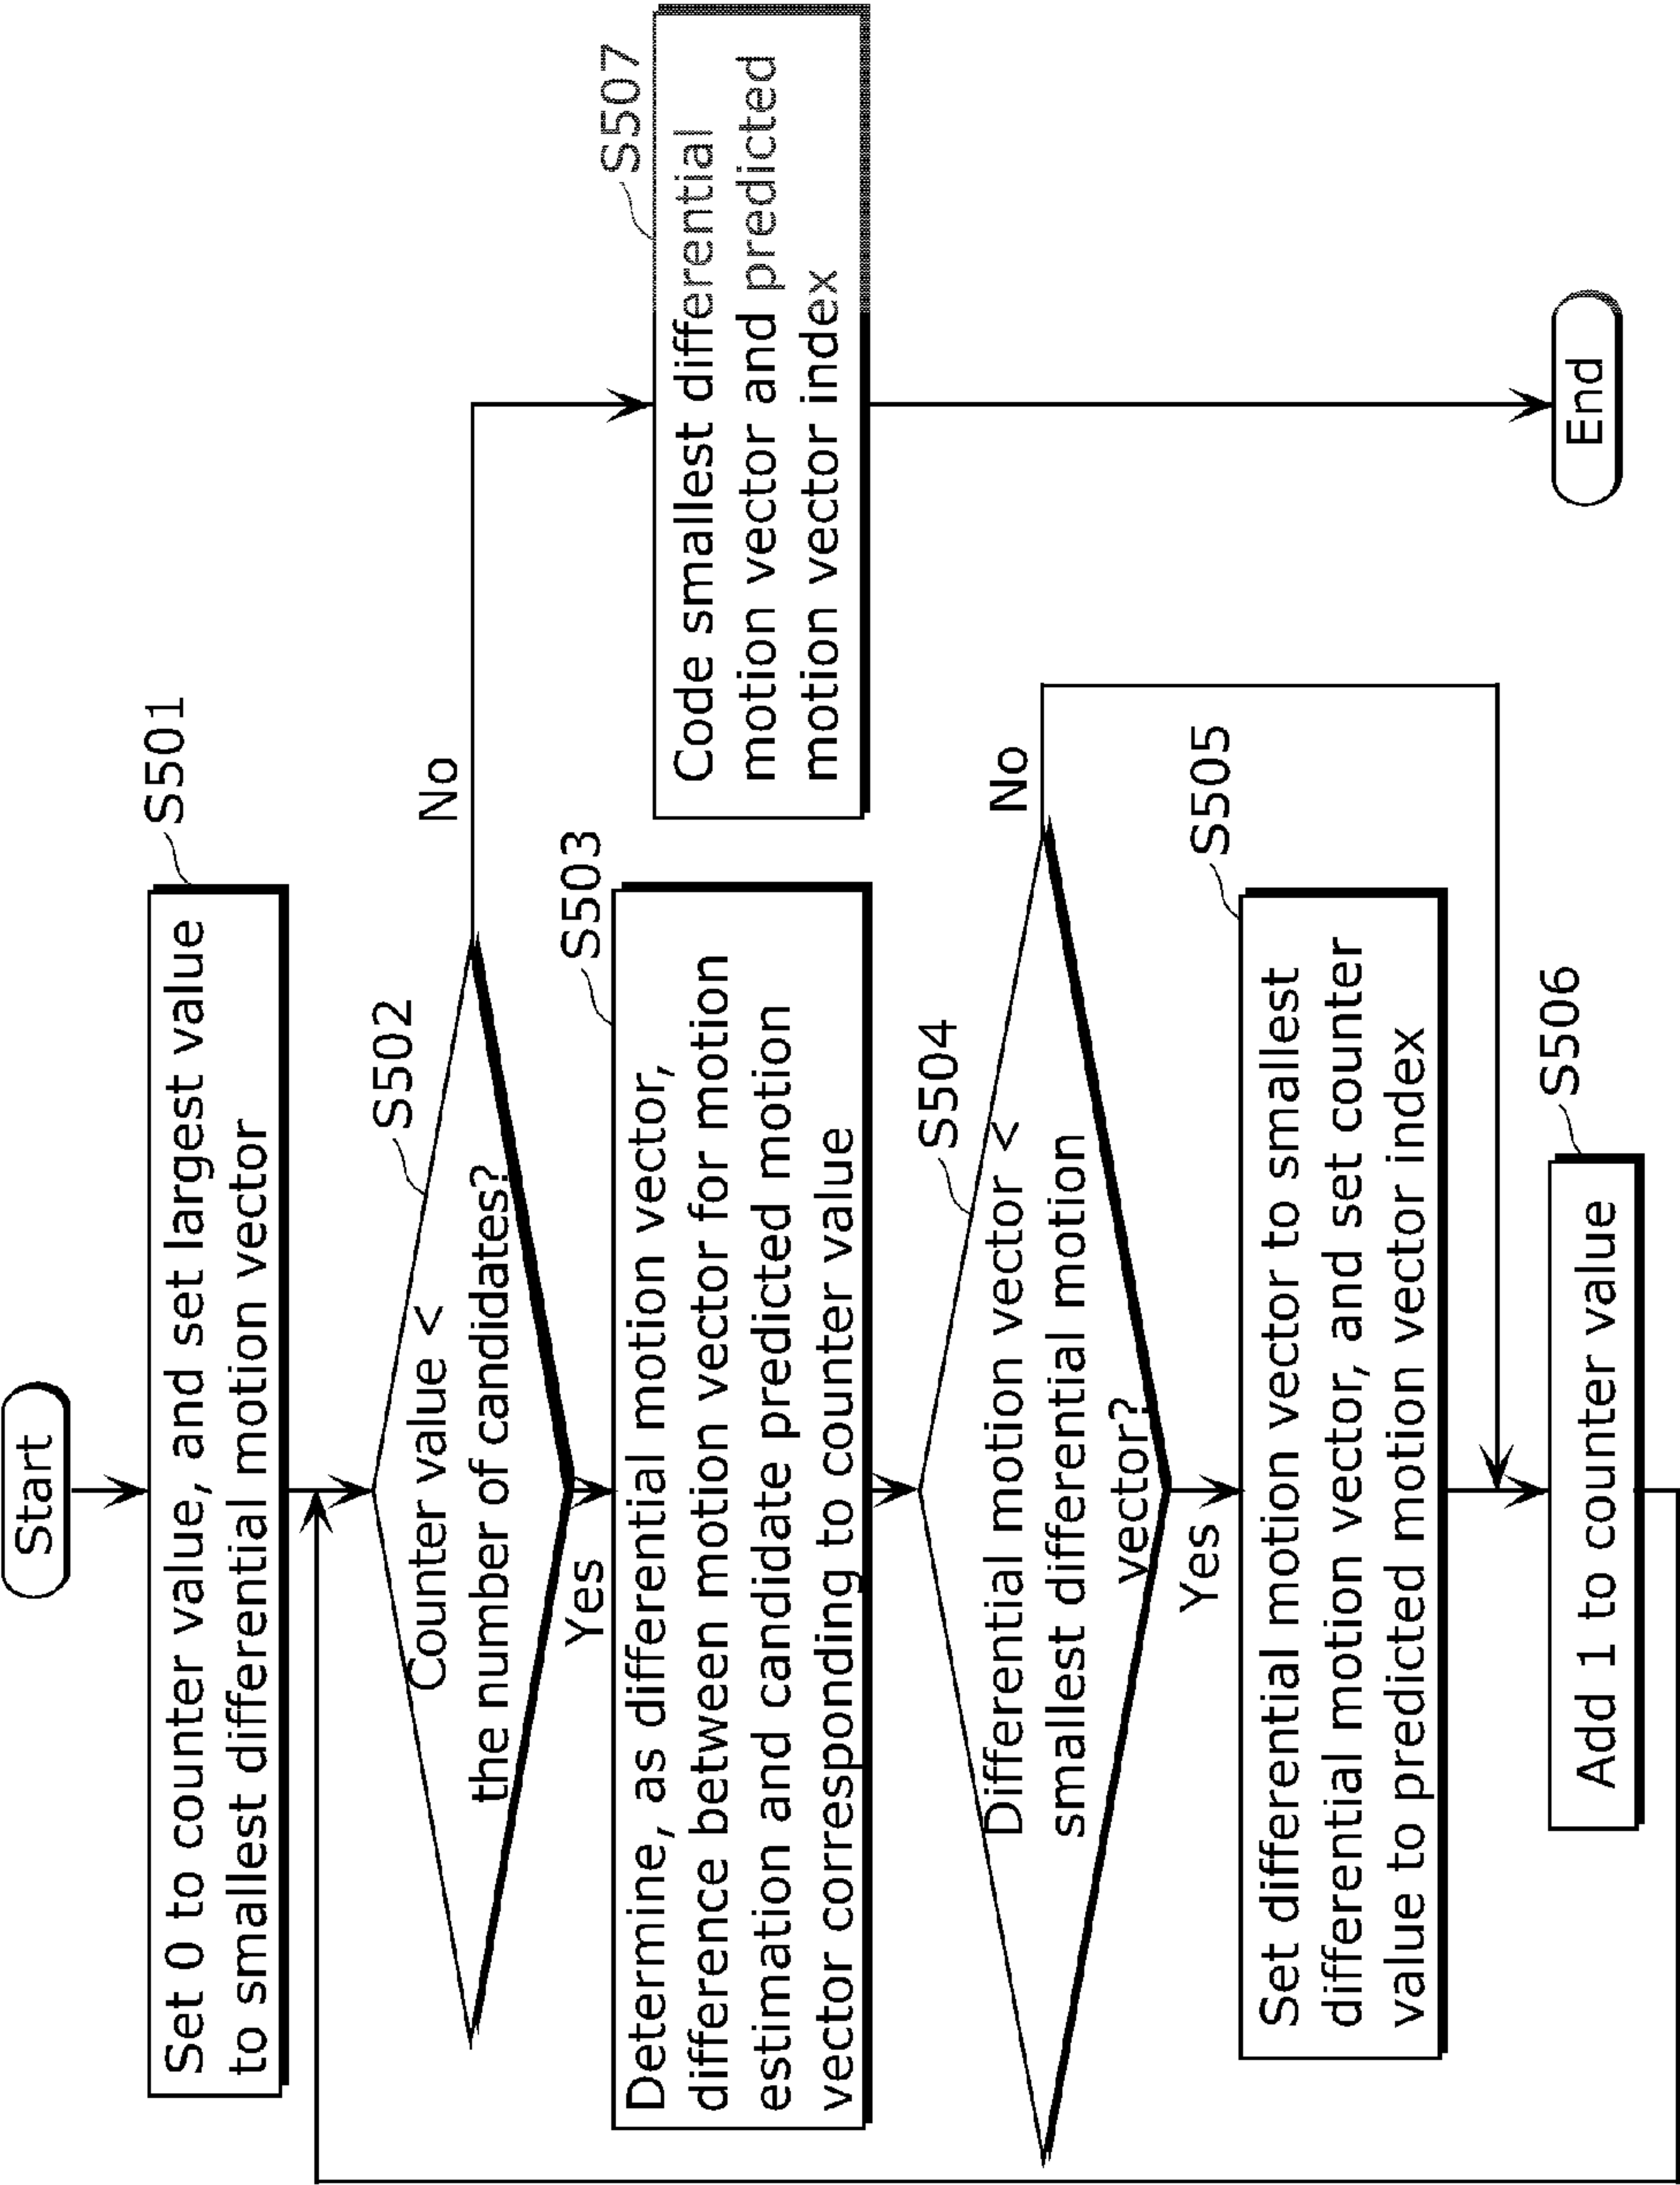 Start
S501
Set 0 to counter value, and set largest value
to smallest differential motion vector
S502
Counter value <
the number of candidates?
No
Yes
S503
Determine, as differential motion vector,
difference between motion vector for motion
estimation and candidate predicted motion
vector corresponding to counter value
S504
Differential motion vector <
smallest differential motion
vector?
No
Yes
S505
Set differential motion vector to smallest
differential motion vector, and set counter
value to predicted motion vector index
S506
Add 1 to counter value
S507
Code smallest differential
motion vector and predicted
motion vector index
End